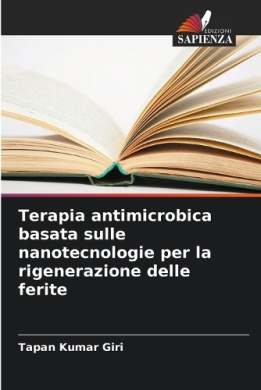 EDIZIONI
SAPIENZA
Terapia antimicrobica
basata sulle
nanotecnologie per la
rigenerazione delle
ferite
Tapan Kumar Giri